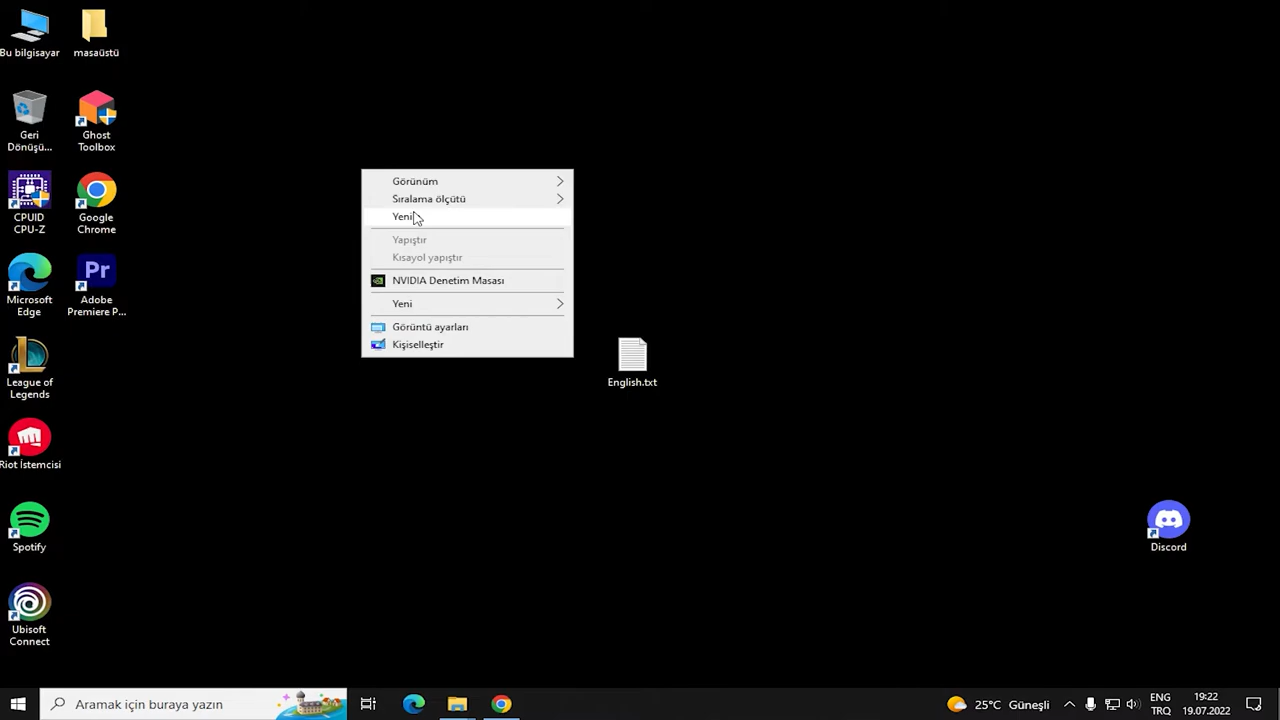 Bu bilgisayar
masaüstü
Geri
Dönüşü...
Ghost
Toolbox
CPUID
CPU-Z
Google
Chrome
Microsoft
Edge
Adobe
Premiere P...
League of
Legends
Riot İstemcisi
Spotify
Ubisoft
Connect
Görünüm
Sıralama ölçütü
Yeni
Yapıştır
Kısayol yapıştır
NVIDIA Denetim Masası
Yeni
Görüntü ayarları
Kişiselleştir
English.txt
Discord
Aramak için buraya yazın
25°C Güneşli
ENG
TRQ
19:22
19.07.2022